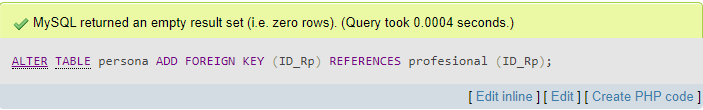 MySQL returned an empty result set (i.e. zero rows). (Query took 0.0004 seconds.)
ALTER TABLE persona ADD FOREIGN KEY (ID_Rp) REFERENCES profesional (ID_Rp);
[ Edit inline ] [ Edit ] [ Create PHP code ]